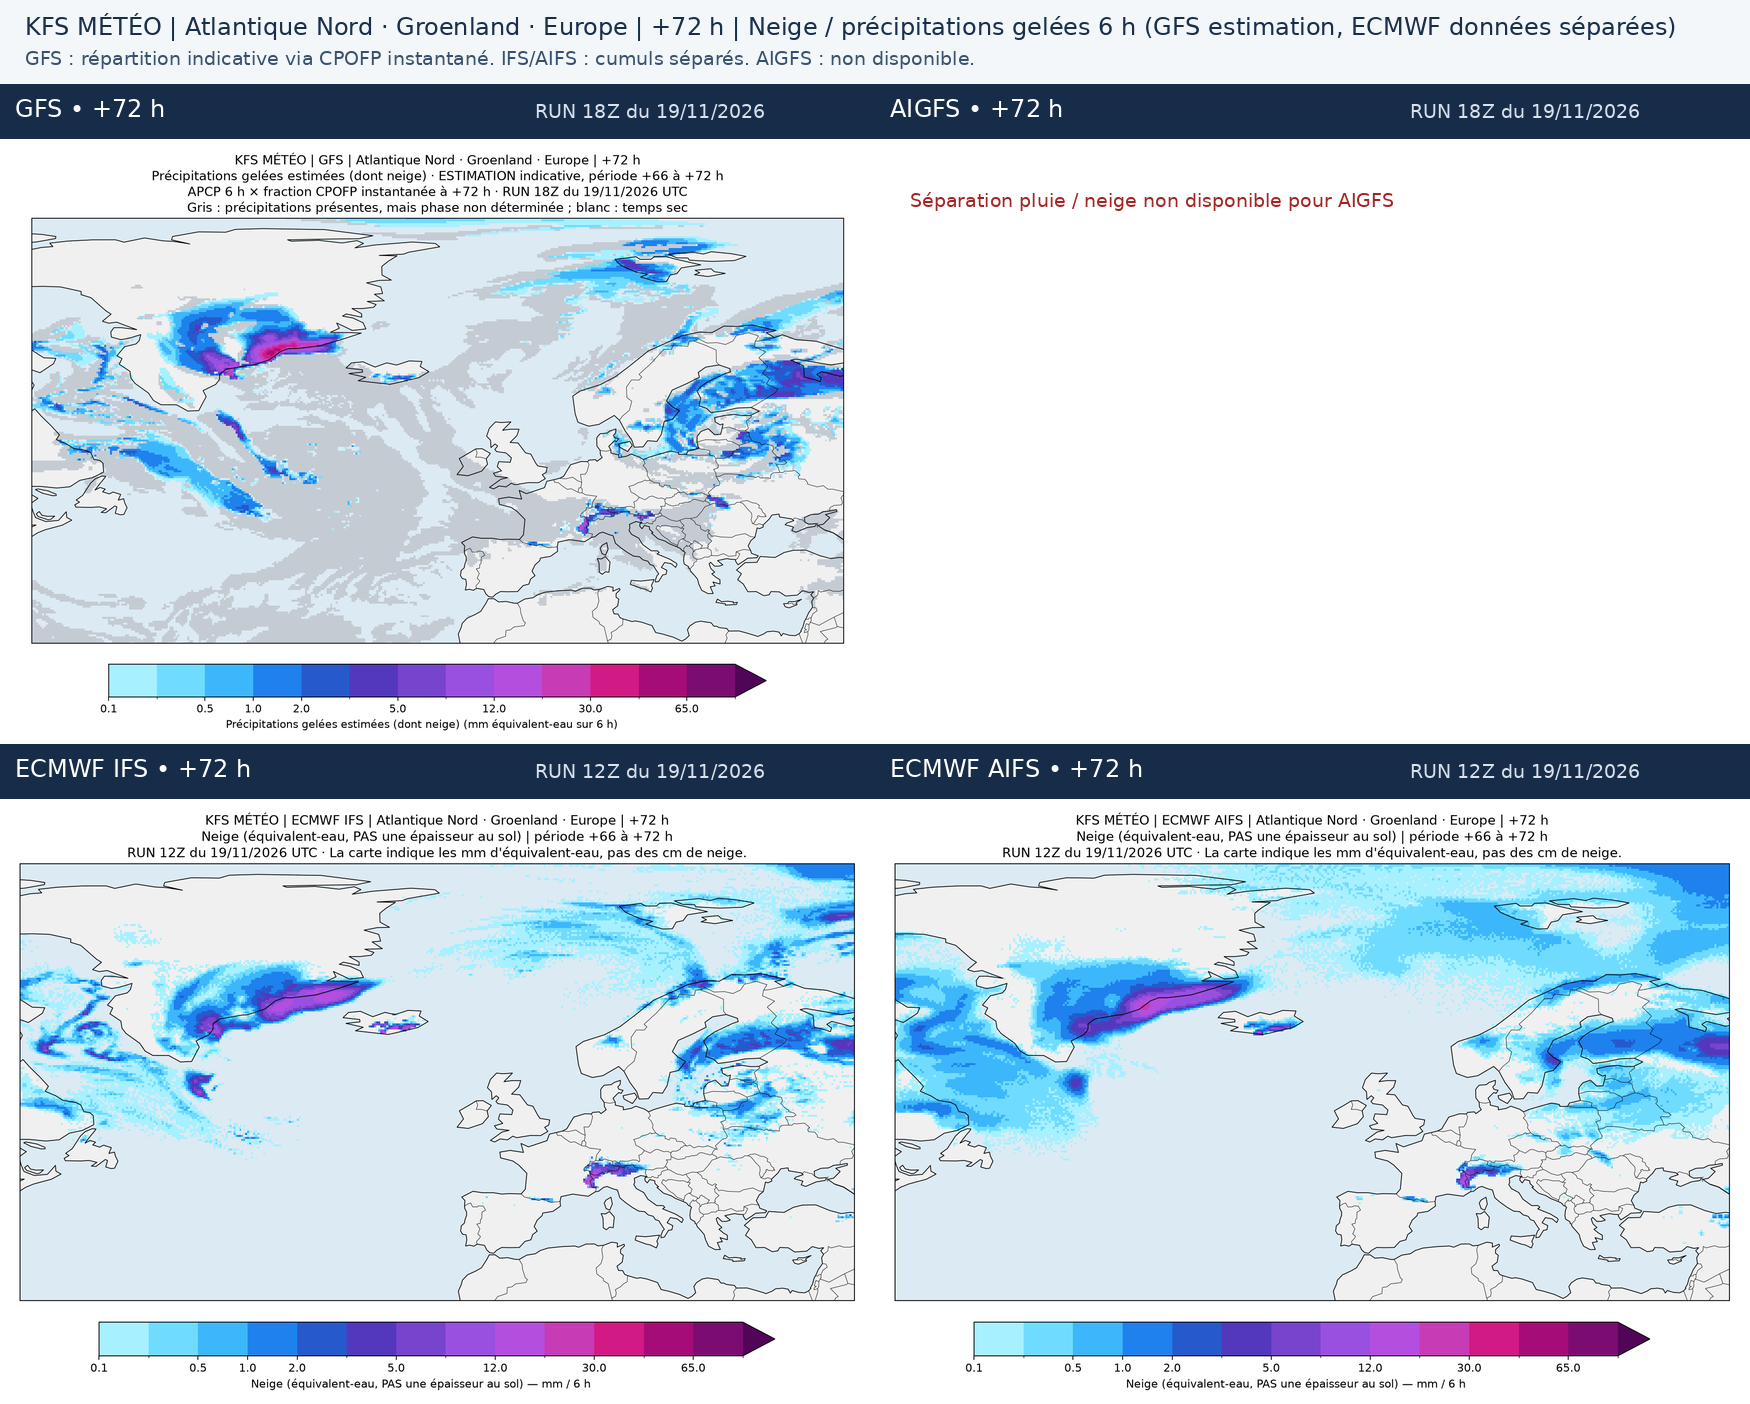 KFS MÉTÉO | Atlantique Nord · Groenland · Europe | +72 h | Neige / précipitations gelées 6 h (GFS estimation, ECMWF données séparées)
GFS : répartition indicative via CPOFP instantané. IFS/AIFS : cumuls séparés. AIGFS : non disponible.
GFS • +72 h
RUN 18Z du 19/11/2026
AIGFS • +72 h
RUN 18Z du 19/11/2026
KFS MÉTÉO | GFS | Atlantique Nord · Groenland · Europe | +72 h
Précipitations gelées estimées (dont neige) · ESTIMATION indicative, période +66 à +72 h
APCP 6 h × fraction CPOFP instantanée à +72 h · RUN 18Z du 19/11/2026 UTC
Gris : précipitations présentes, mais phase non déterminée ; blanc : temps sec
Séparation pluie / neige non disponible pour AIGFS
0.1 0.5 1.0 2.0 5.0 12.0 30.0 65.0
Précipitations gelées estimées (dont neige) (mm équivalent-eau sur 6 h)
ECMWF IFS • +72 h
RUN 12Z du 19/11/2026
ECMWF AIFS • +72 h
RUN 12Z du 19/11/2026
KFS MÉTÉO | ECMWF IFS | Atlantique Nord · Groenland · Europe | +72 h
Neige (équivalent-eau, PAS une épaisseur au sol) | période +66 à +72 h
RUN 12Z du 19/11/2026 UTC · La carte indique les mm d'équivalent-eau, pas des cm de neige.
KFS MÉTÉO | ECMWF AIFS | Atlantique Nord · Groenland · Europe | +72 h
Neige (équivalent-eau, PAS une épaisseur au sol) | période +66 à +72 h
RUN 12Z du 19/11/2026 UTC · La carte indique les mm d'équivalent-eau, pas des cm de neige.
0.1 0.5 1.0 2.0 5.0 12.0 30.0 65.0
Neige (équivalent-eau, PAS une épaisseur au sol) — mm / 6 h
0.1 0.5 1.0 2.0 5.0 12.0 30.0 65.0
Neige (équivalent-eau, PAS une épaisseur au sol) — mm / 6 h